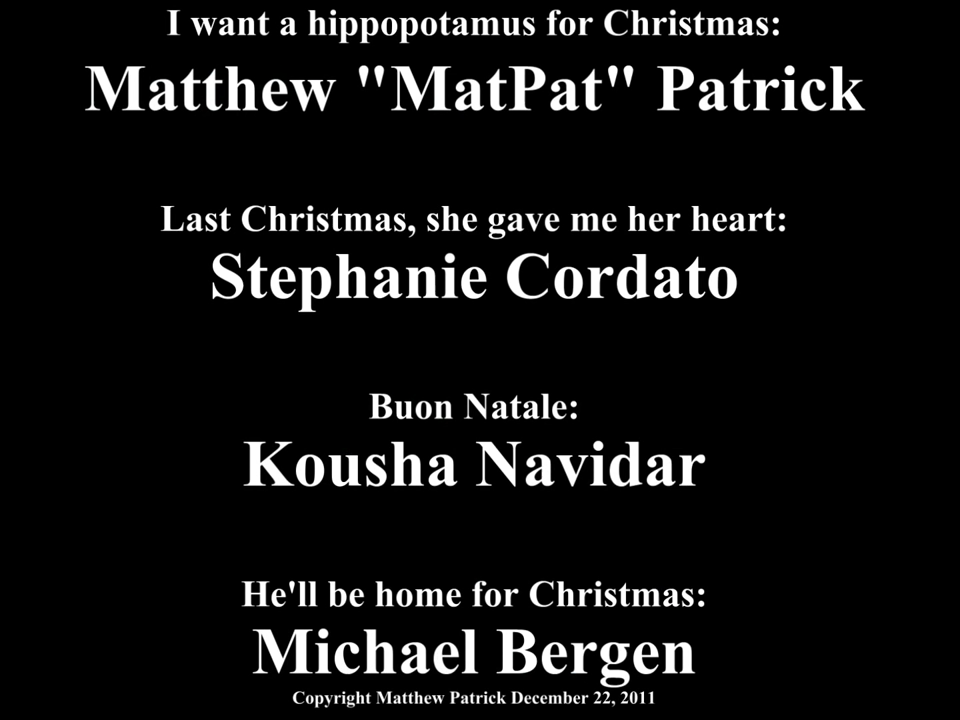 I want a hippopotamus for Christmas:
Matthew "MatPat" Patrick
Last Christmas, she gave me her heart:
Stephanie Cordato
Buon Natale:
Kousha Navidar
He'll be home for Christmas:
Michael Bergen
Copyright Matthew Patrick December 22, 2011